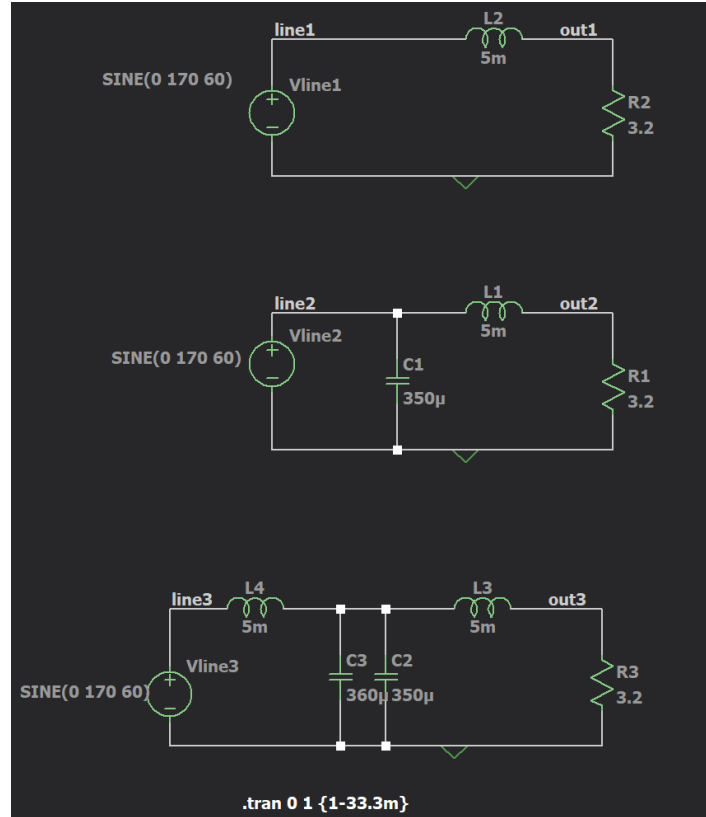 L2
line1
out1
5m
SINE(0 170 60)
Vline1
R2
3.2
L1
line2
out2
5m
Vline2
SINE(0 170 60)
C1
350µ
R1
3.2
L4
L3
line3
out3
5m
5m
Vline3
C3
C2
R3
SINE(0 170 60)
360µ
350µ
3.2
.tran 0 1 {1-33.3m}